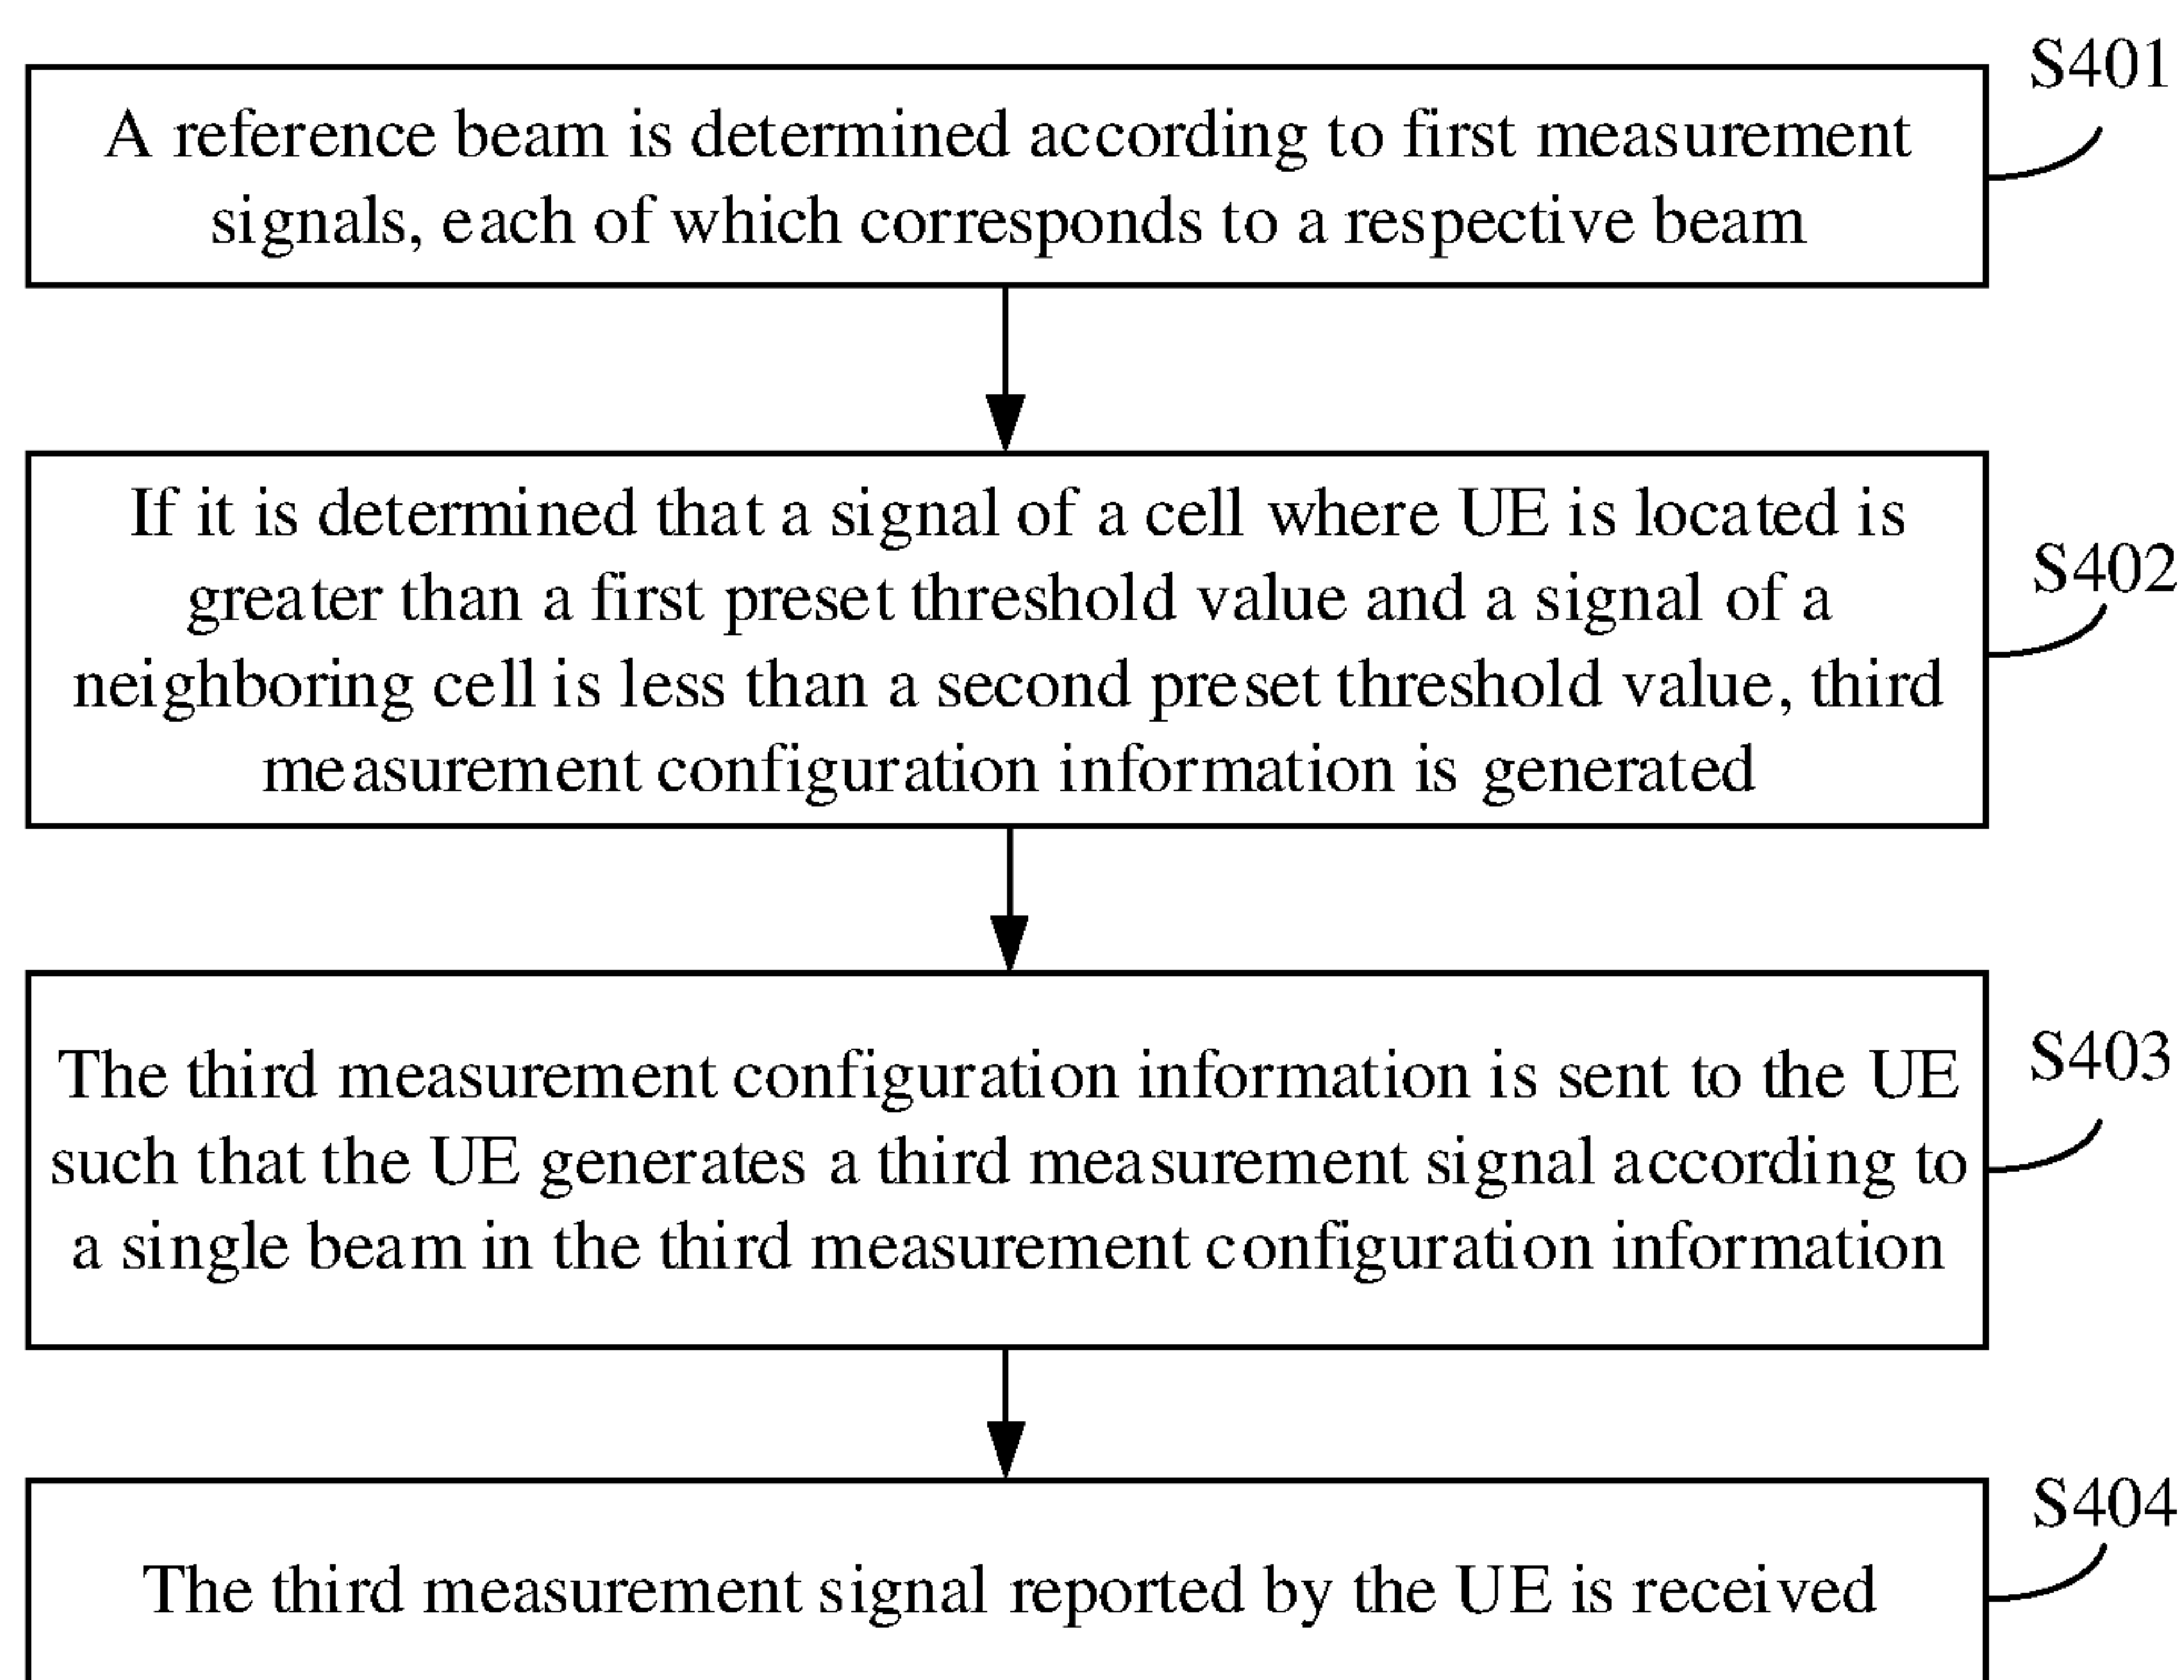 S401
A reference beam is determined according to first measurement
signals, each of which corresponds to a respective beam
If it is determined that a signal of a cell where UE is located is
greater than a first preset threshold value and a signal of a
S402
neighboring cell is less than a second preset threshold value, third
measurement configuration information is generated
The third measurement configuration information is sent to the UE
S403
such that the UE generates a third measurement signal according to
a single beam in the third measurement configuration information
S404
The third measurement signal reported by the UE is received